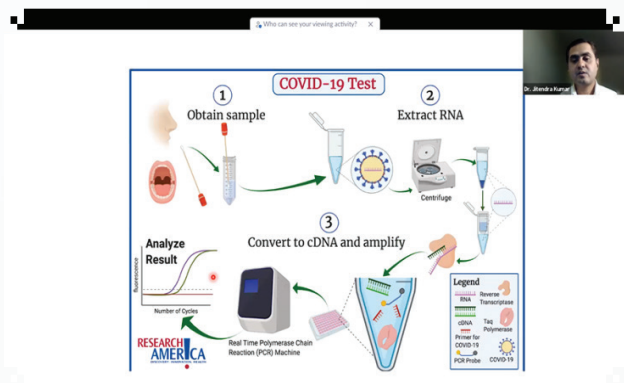 Who can see your viewing activity? ×
Dr. Jitendra Kumar
COVID-19 Test
1
Obtain sample
2
Extract RNA
Centrifuge
3
Convert to cDNA and amplify
Analyze
Result
fluorescence
Number of Cycles
Real Time Polymerase Chain
Reaction (PCR) Machine
RESEARCH
AMERICA
Legend
RNA
Reverse
Transcriptase
cDNA
Taq
Polymerase
Primer for
COVID-19
PCR Probe
COVID-19